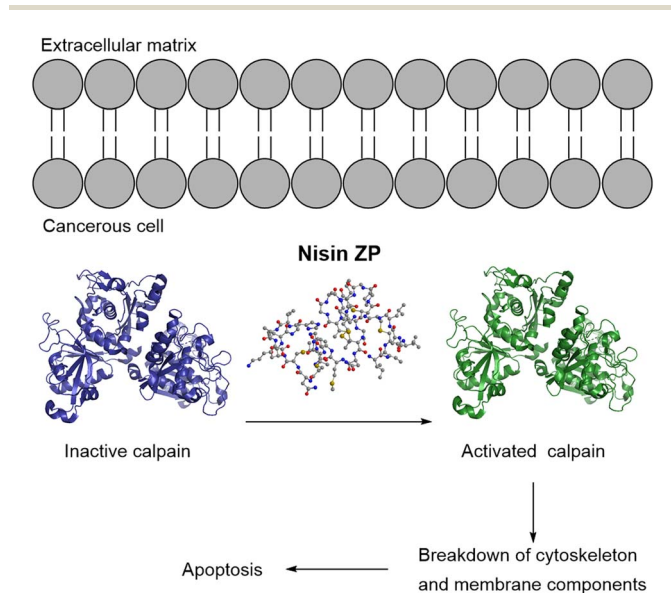 Extracellular matrix
Cancerous cell
Nisin ZP
Inactive calpain
Activated calpain
Breakdown of cytoskeleton
and membrane components
Apoptosis